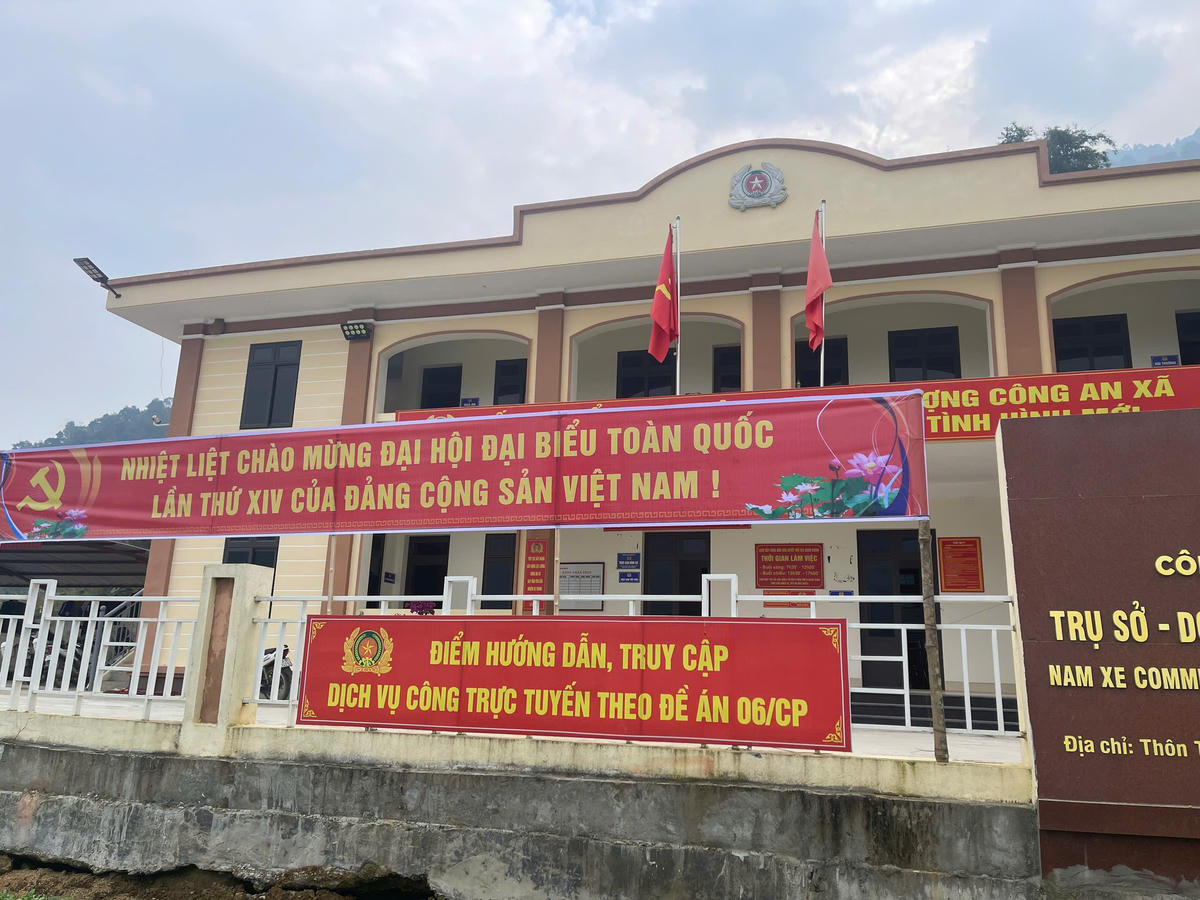 NHIỆT LIỆT CHÀO MỪNG ĐẠI HỘI ĐẠI BIỂU TOÀN QUỐC
LẦN THỨ XIV CỦA ĐẢNG CỘNG SẢN VIỆT NAM !
ỢNG CÔNG AN XÃ
TÌNH HÌNH MỚI
THỜI GIAN LÀM VIỆC
ĐIỂM HƯỚNG DẪN, TRUY CẬP
DỊCH VỤ CÔNG TRỰC TUYẾN THEO ĐỀ ÁN 06/CP
CÔ
TRỤ SỞ - D
NAM XE COMM
Địa chỉ: Thôn T